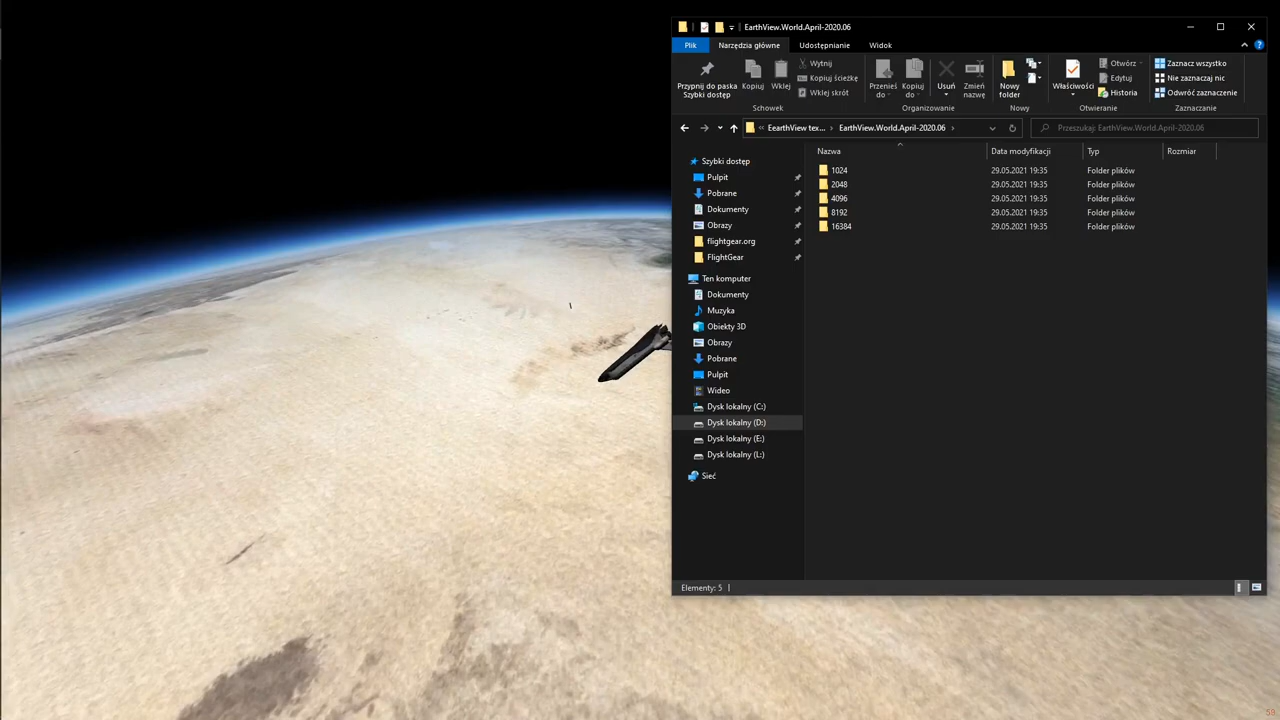 EarthView.World.April-2020.06
Plik Narzędzia główne Udostępnianie Widok
Przypnij do paska Szybki dostęp
Kopiuj
Wklej
Wytnij
Kopiuj ścieżkę
Wklej skrót
Schowek
Przenieś do
Kopiuj do
Usuń
Zmień nazwę
Organizowanie
Nowy folder
Nowy
Właściwości
Otwórz
Edytuj
Historia
Otwieranie
Zaznacz wszystko
Nie zaznaczaj nic
Odwróć zaznaczenie
Zaznaczanie
« EearthView tex... › EarthView.World.April-2020.06 ›
Przeszukaj: EarthView.World.April-2020.06
Szybki dostęp
Pulpit
Pobrane
Dokumenty
Obrazy
flightgear.org
FlightGear
Ten komputer
Dokumenty
Muzyka
Obiekty 3D
Obrazy
Pobrane
Pulpit
Wideo
Dysk lokalny (C:)
Dysk lokalny (D:)
Dysk lokalny (E:)
Dysk lokalny (L:)
Sieć
Nazwa Data modyfikacji Typ Rozmiar
1024 29.05.2021 19:35 Folder plików
2048 29.05.2021 19:35 Folder plików
4096 29.05.2021 19:35 Folder plików
8192 29.05.2021 19:35 Folder plików
16384 29.05.2021 19:35 Folder plików
Elementy: 5
59